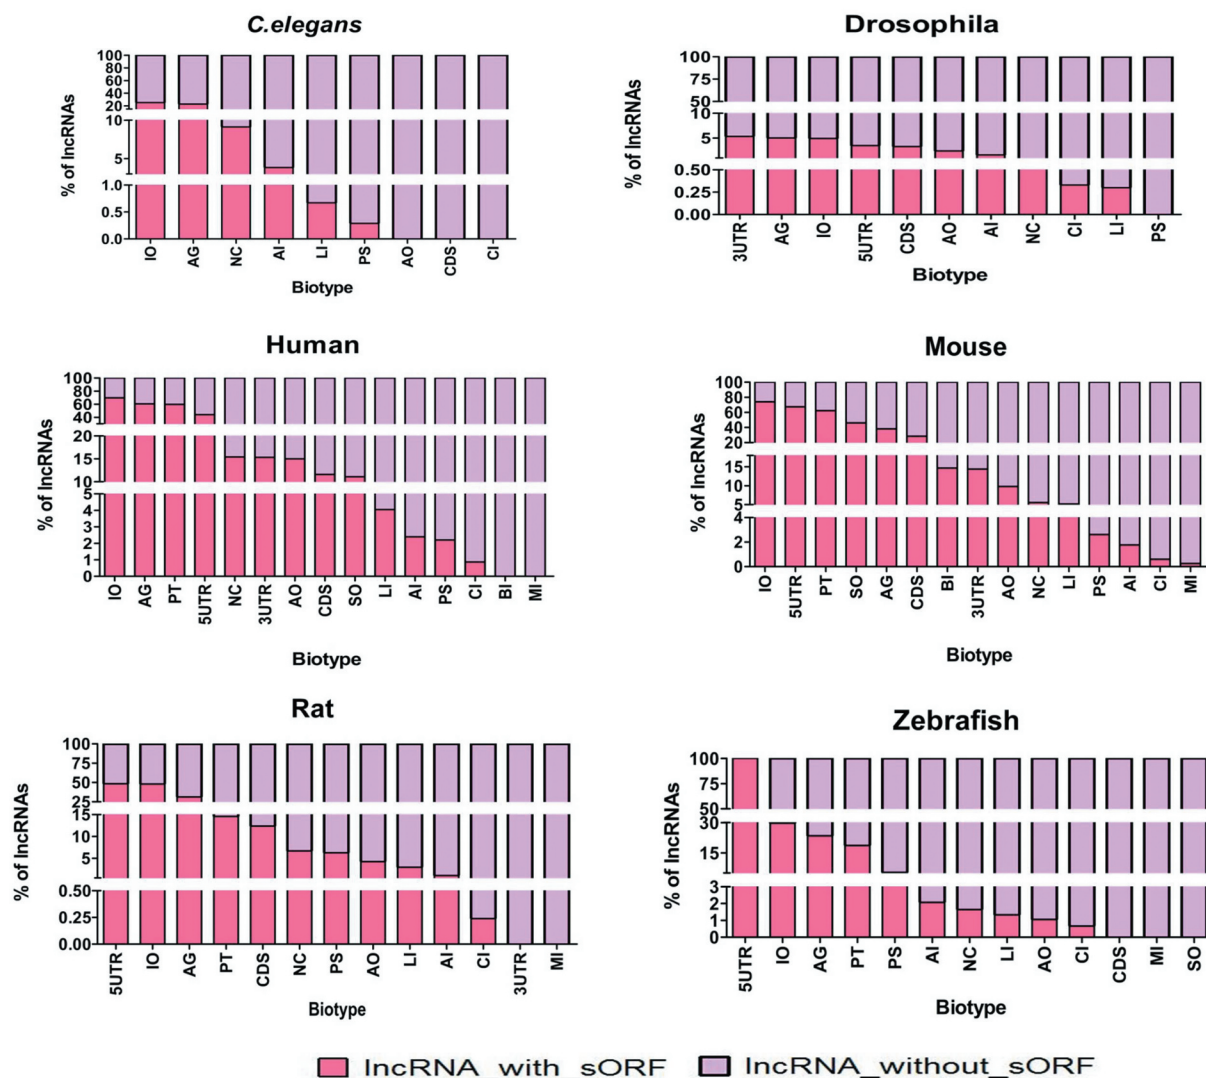 C.elegans
% of lncRNAs
100
80
60
40
20
10
5
1.0
0.5
0.0
IO AG NC AI LI PS AO CDS CI
Biotype
Drosophila
% of lncRNAs
100
75
50
10
5
0.50
0.25
0.00
3UTR AG IO 5UTR CDS AO AI NC CI LI PS
Biotype
Human
% of lncRNAs
100
80
60
40
20
15
10
5
4
3
2
1
0
IO AG PT 5UTR NC 3UTR AO CDS SO LI AI PS CI BI MI
Biotype
Mouse
% of lncRNAs
100
80
60
40
20
15
10
5
4
2
0
IO 5UTR PT SO AG CDS BI 3UTR AO NC LI PS AI CI MI
Biotype
Rat
% of lncRNAs
100
75
50
25
15
10
5
0.50
0.25
0.00
5UTR IO AG PT CDS NC PS AO LI AI CI 3UTR MI
Biotype
Zebrafish
% of lncRNAs
100
75
50
30
15
3
2
1
0
5UTR IO AG PT PS AI NC LI AO CI CDS MI SO
Biotype
lncRNA_with_sORF lncRNA_without_sORF